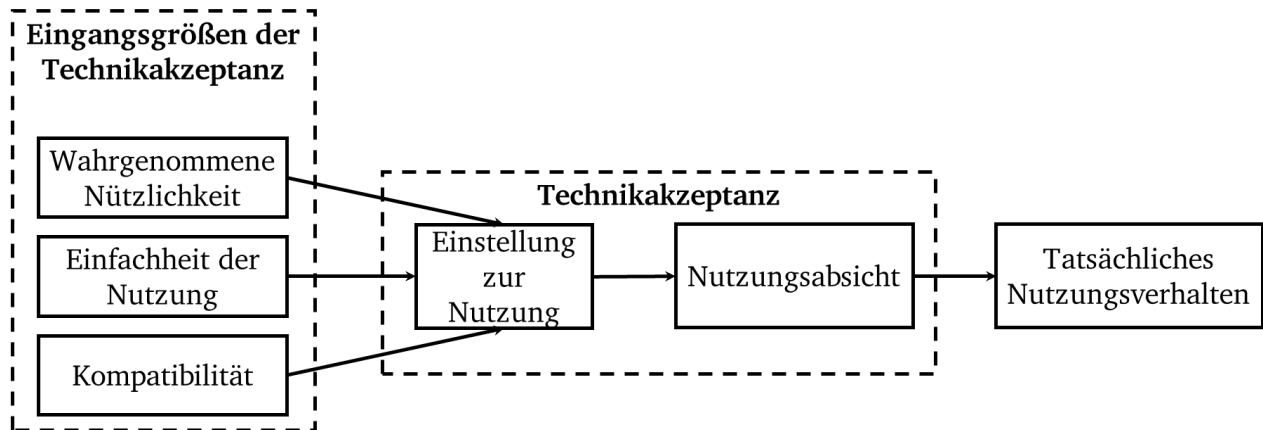 Eingangsgrößen der
Technikakzeptanz
Wahrgenommene
Nützlichkeit
Einfachheit der
Nutzung
Kompatibilität
Technikakzeptanz
Einstellung
zur
Nutzung
Nutzungsabsicht
Tatsächliches
Nutzungsverhalten